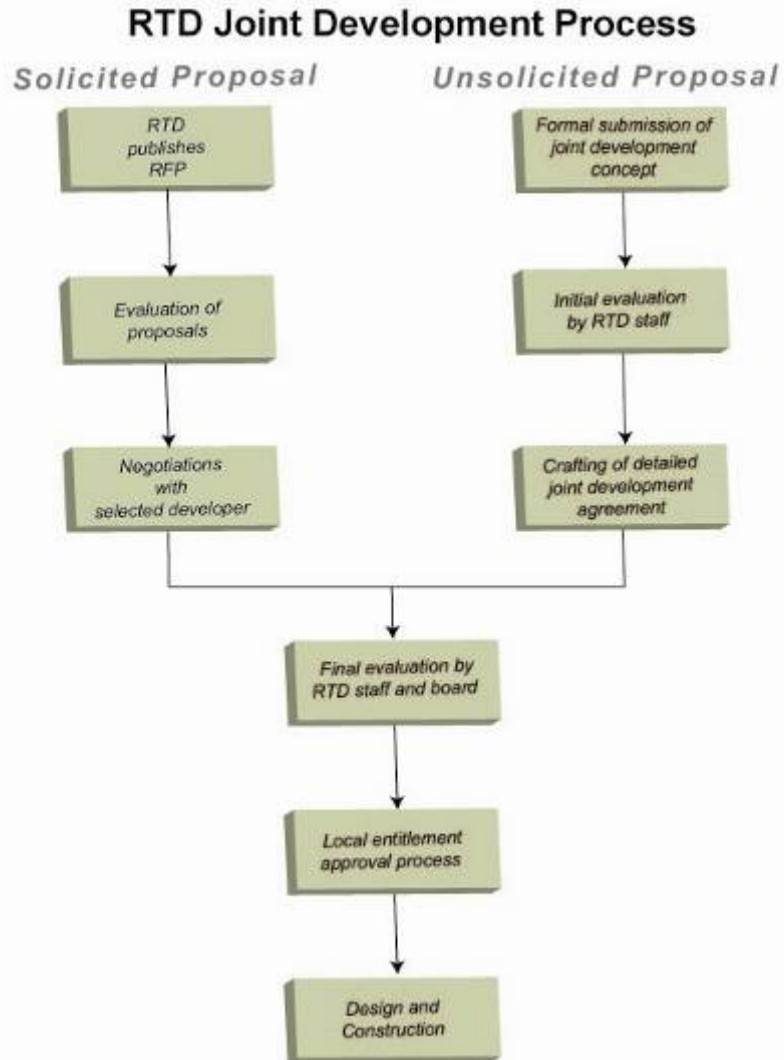 RTD Joint Development Process
Solicited Proposal
Unsolicited Proposal
RTD
publishes
RFP
Formal submission of
joint development
concept
Evaluation of
proposals
Initial evaluation
by RTD staff
Negotiations
with
selected developer
Crafting of detailed
joint development
agreement
Final evaluation by
RTD staff and board
Local entitlement
approval process
Design and
Construction